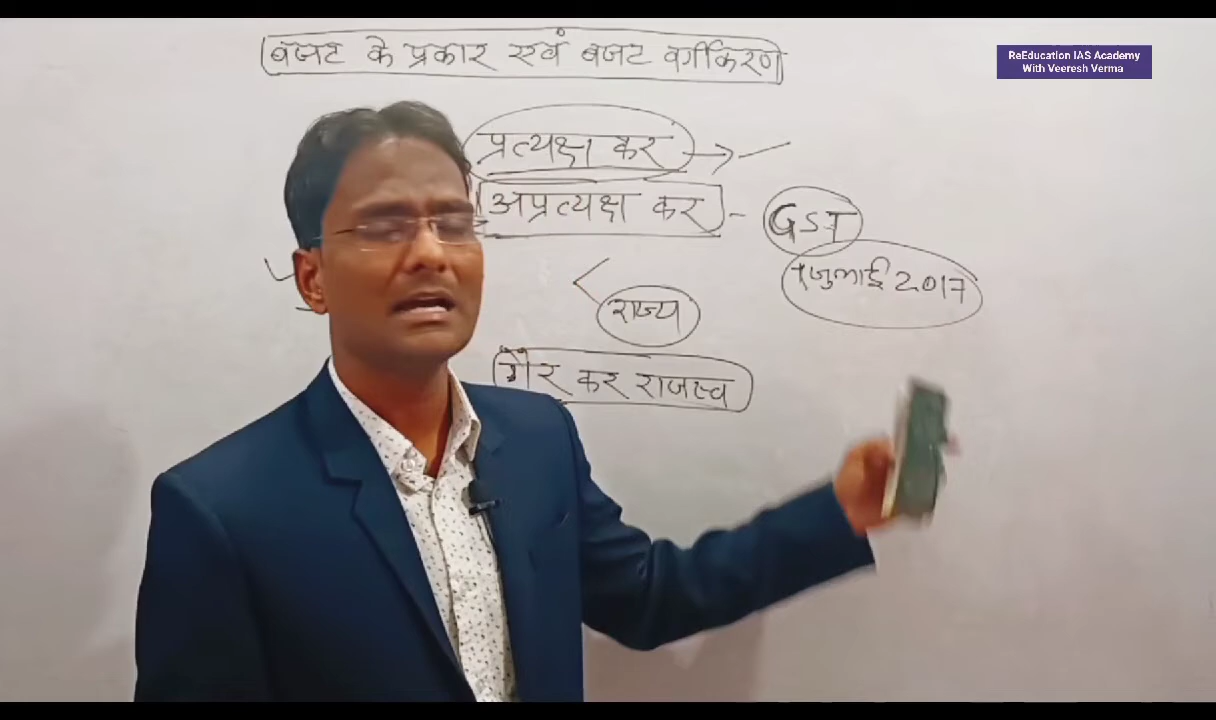 बजट के प्रकार एवं बजट वर्गीकरण
ReEducation IAS Academy
With Veeresh Verma
प्रत्यक्ष कर
अप्रत्यक्ष कर - GST
1 जुलाई 2017
राज्य
गैर कर राजस्व